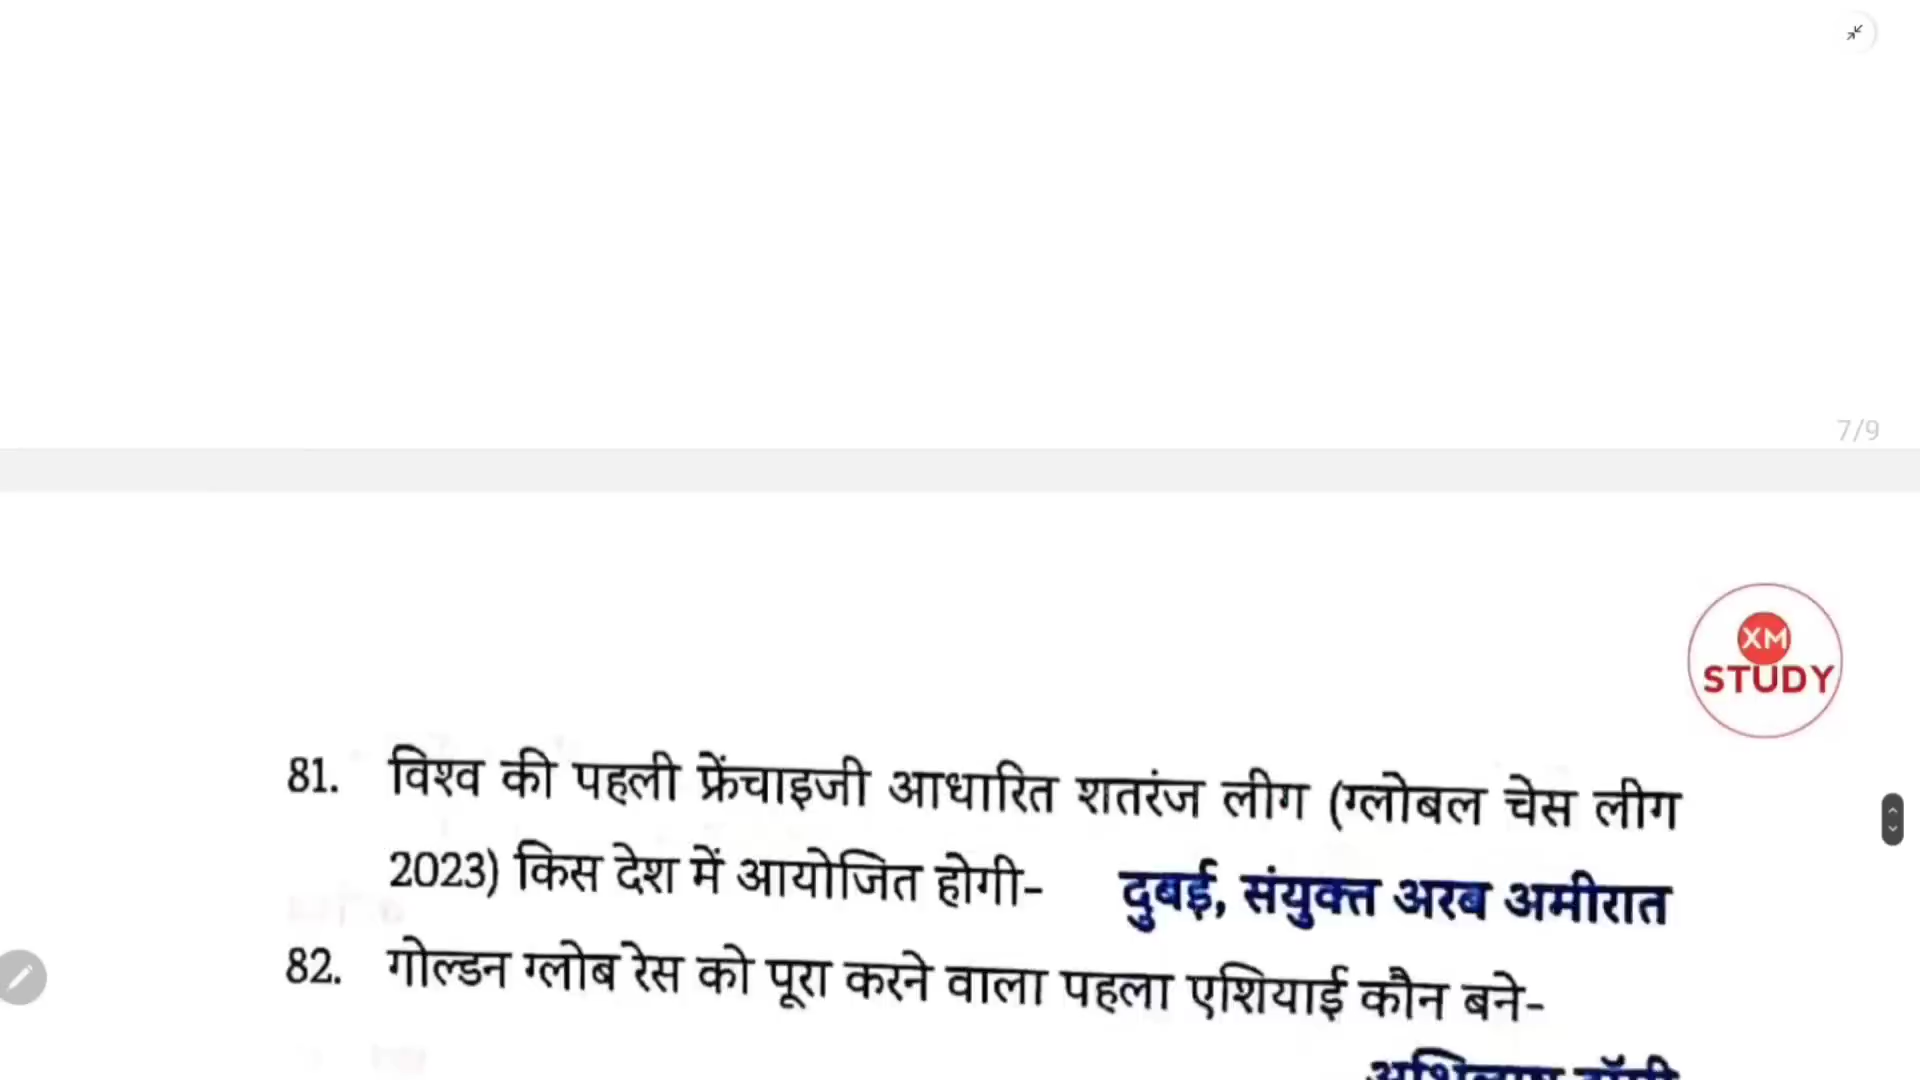 7/9
XM
STUDY
81. विश्व की पहली फ्रेंचाइजी आधारित शतरंज लीग (ग्लोबल चेस लीग
2023) किस देश में आयोजित होगी- दुबई, संयुक्त अरब अमीरात
82. गोल्डन ग्लोब रेस को पूरा करने वाला पहला एशियाई कौन बने-